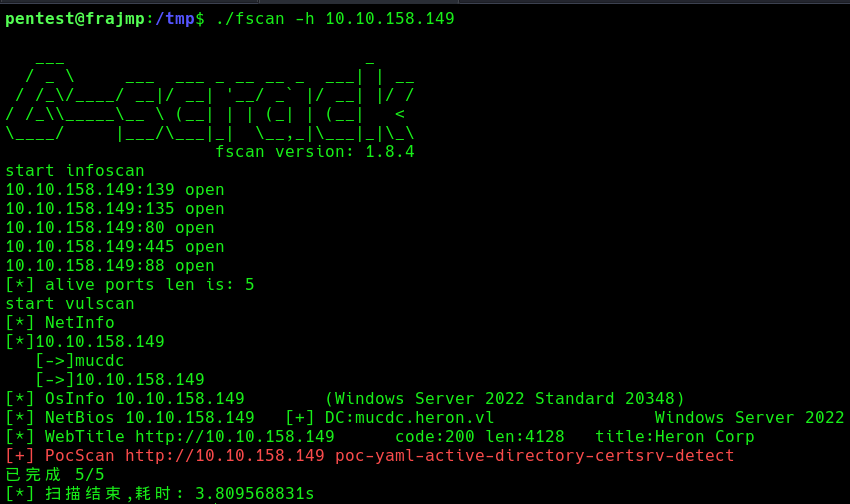 pentest@frajmp:/tmp$ ./fscan -h 10.10.158.149
   ___                              _
  / _ \     ___  ___ _ __ __ _  ___| | __
 / /_\/____/ __|/ __| '__/ _` |/ __| |/ /
/ /_\\_____\__ \ (__| | | (_| | (__|   <
\____/     |___/\___|_|  \__,_|\___|_|\_\
                     fscan version: 1.8.4
start infoscan
10.10.158.149:139 open
10.10.158.149:135 open
10.10.158.149:80 open
10.10.158.149:445 open
10.10.158.149:88 open
[*] alive ports len is: 5
start vulscan
[*] NetInfo
[*]10.10.158.149
   [->]mucdc
   [->]10.10.158.149
[*] OsInfo 10.10.158.149        (Windows Server 2022 Standard 20348)
[*] NetBios 10.10.158.149   [+] DC:mucdc.heron.vl                Windows Server 2022
[*] WebTitle http://10.10.158.149      code:200 len:4128   title:Heron Corp
[+] PocScan http://10.10.158.149 poc-yaml-active-directory-certsrv-detect
已完成 5/5
[*] 扫描结束,耗时: 3.809568831s